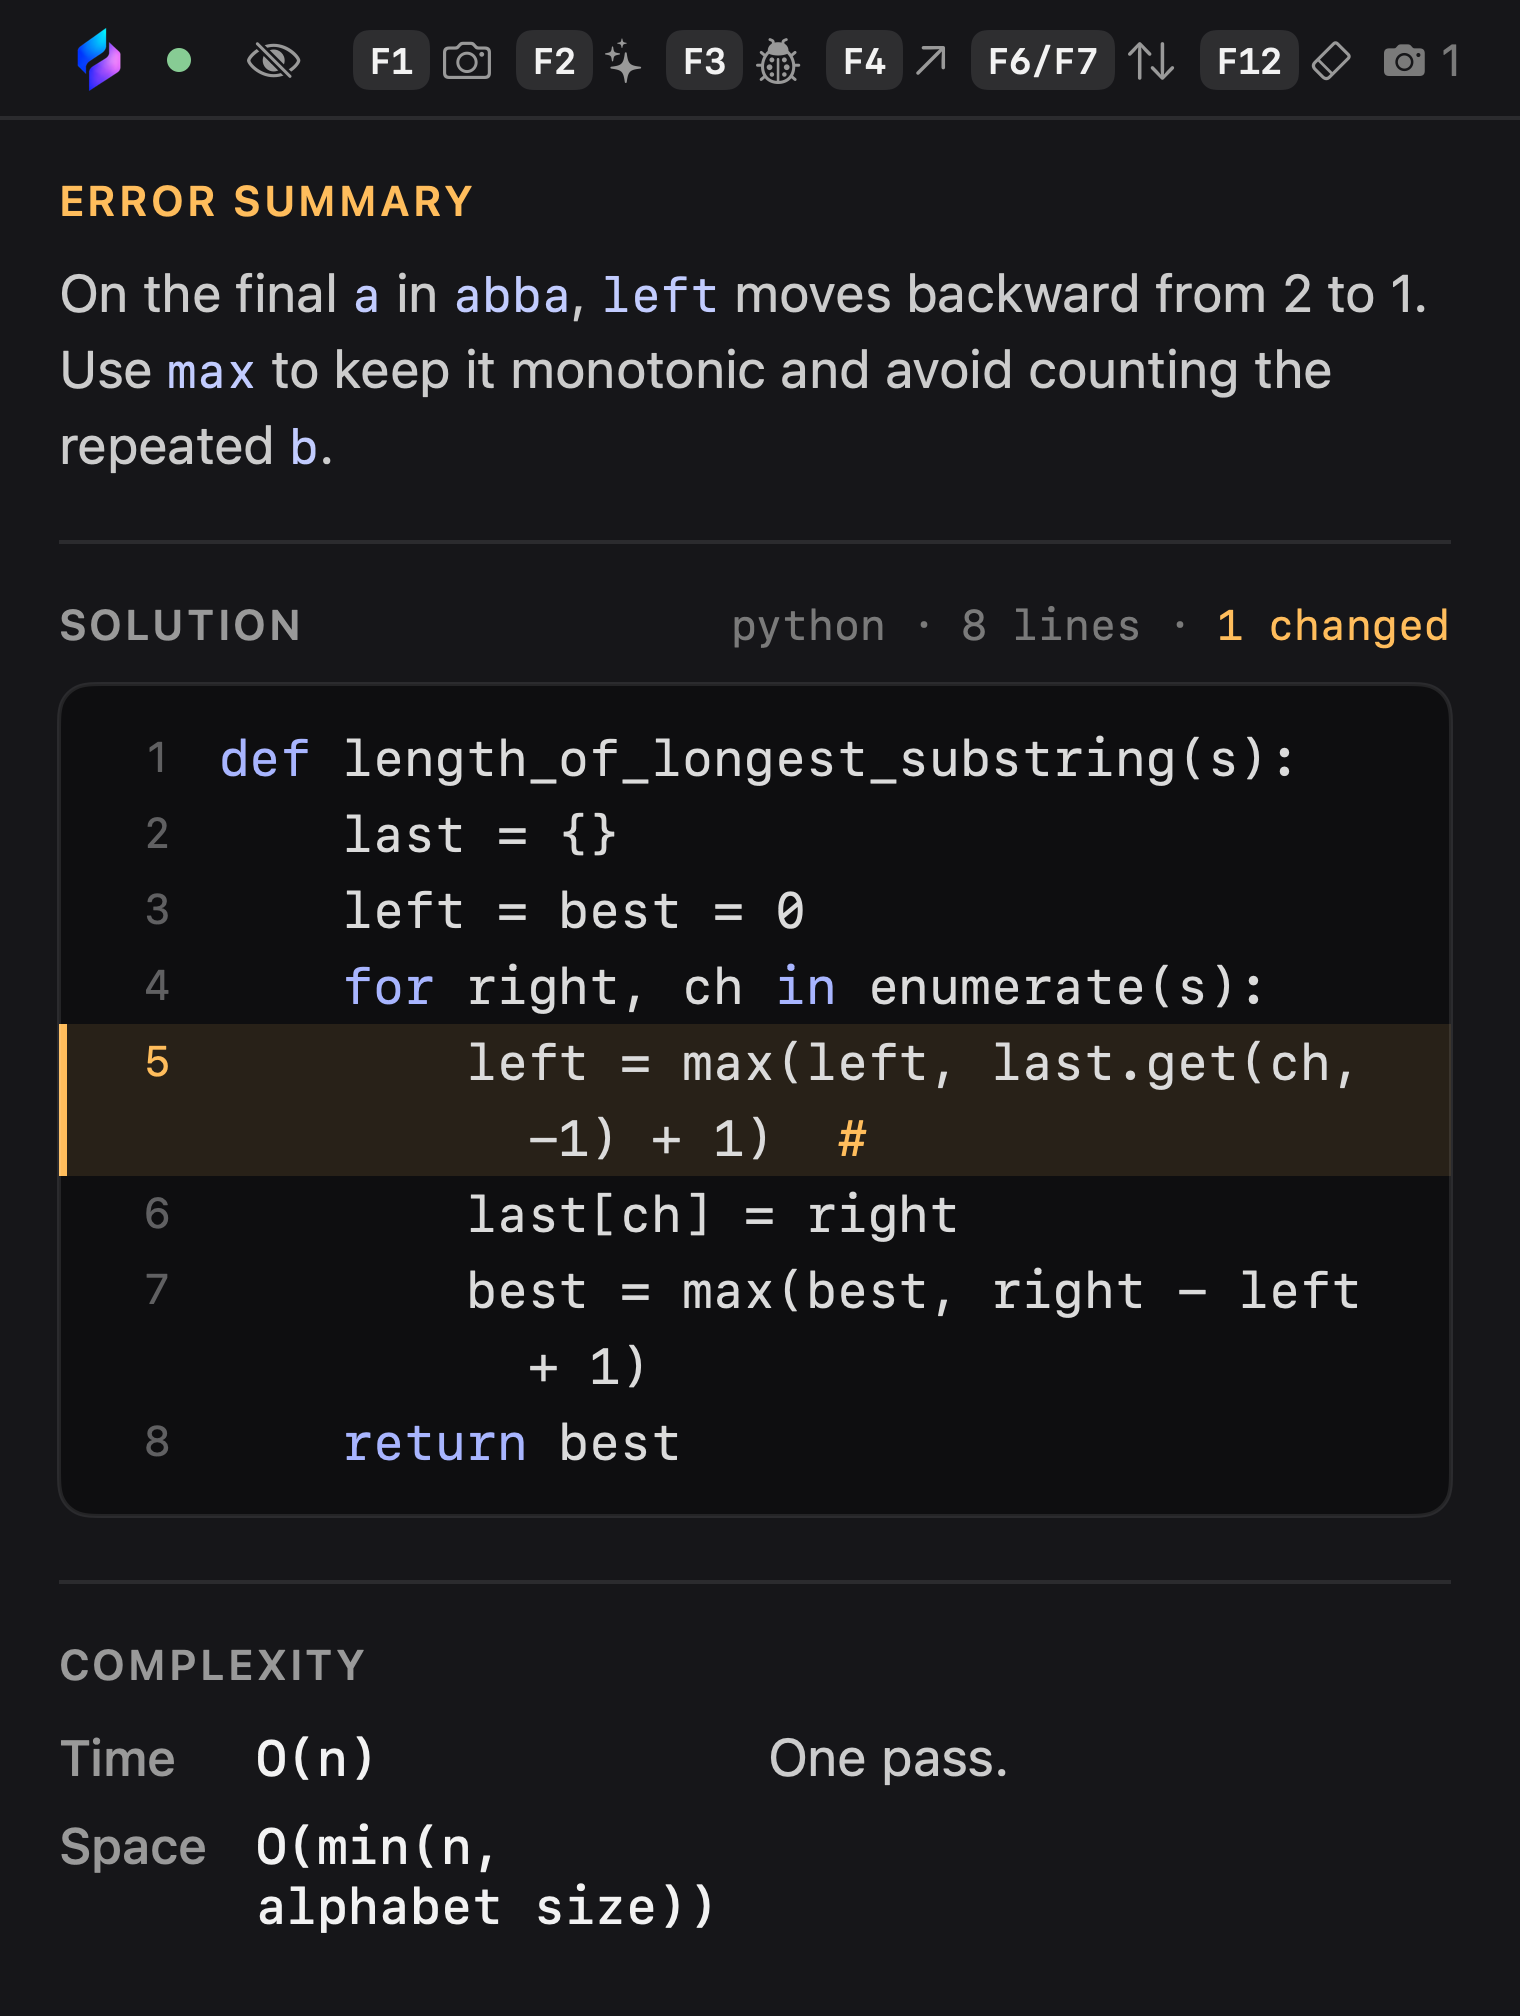 F1 F2 F3 F4 F6/F7 F12 1
ERROR SUMMARY
On the final a in abba, left moves backward from 2 to 1.
Use max to keep it monotonic and avoid counting the
repeated b.
SOLUTION python · 8 lines · 1 changed
1 def length_of_longest_substring(s):
2 last = {}
3 left = best = 0
4 for right, ch in enumerate(s):
5 left = max(left, last.get(ch,
-1) + 1) #
6 last[ch] = right
7 best = max(best, right - left
+ 1)
8 return best
COMPLEXITY
Time O(n) One pass.
Space O(min(n,
alphabet size))